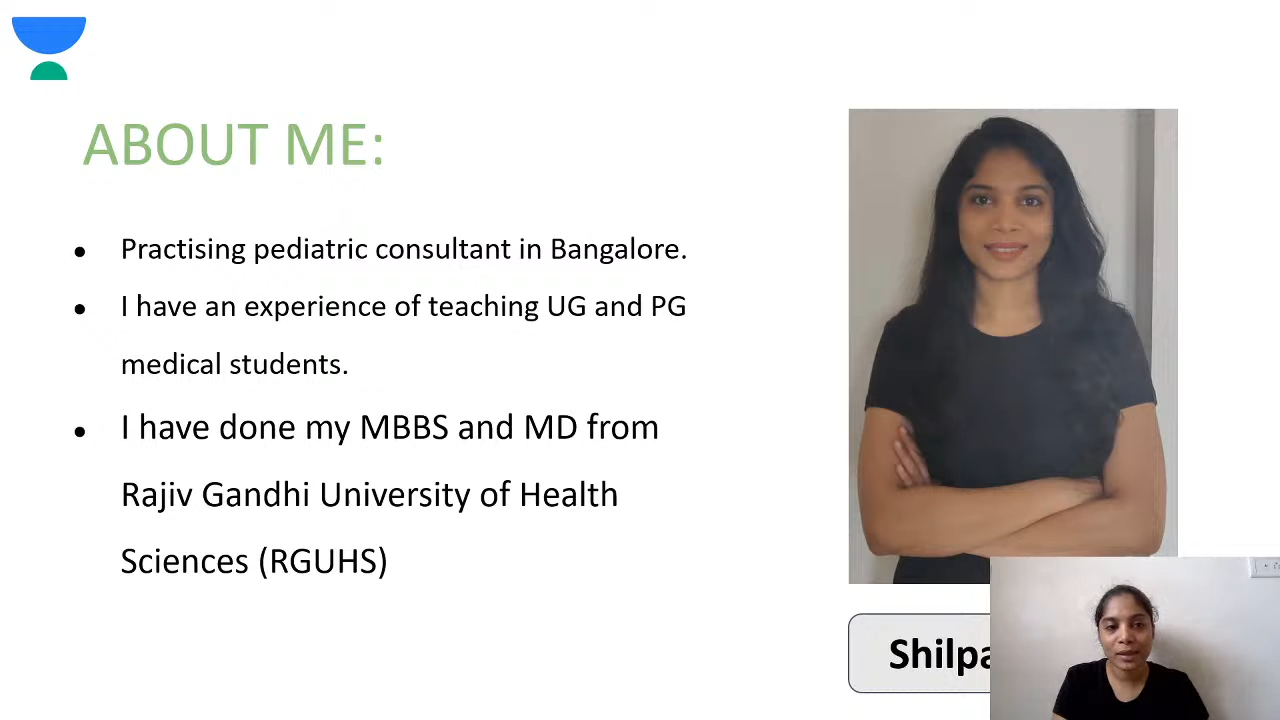 ABOUT ME:
● Practising pediatric consultant in Bangalore.
● I have an experience of teaching UG and PG
medical students.
● I have done my MBBS and MD from
Rajiv Gandhi University of Health
Sciences (RGUHS)
Shilpa